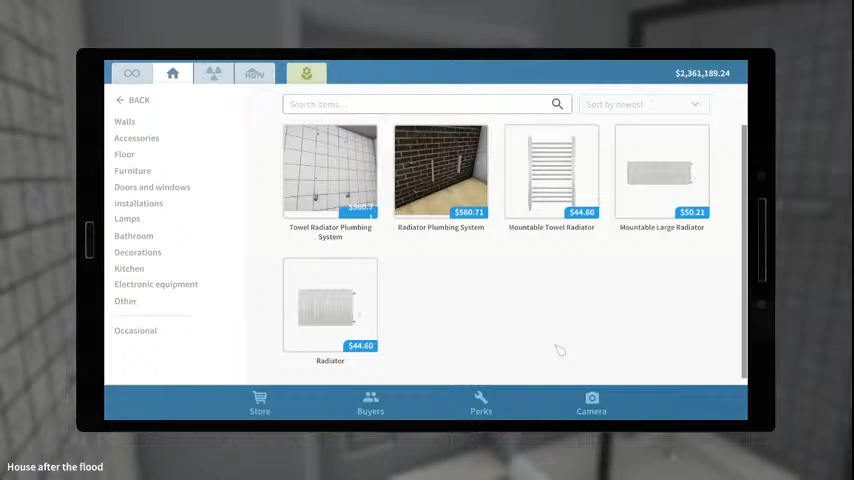 HGTV
$2,361,189.24
BACK
Search items...
Sort by newest
Walls
Accessories
Floor
Furniture
Doors and windows
Installations
Lamps
Bathroom
Decorations
Kitchen
Electronic equipment
Other
Occasional
$560.7
1
$560.71
$44.60
$50.21
Towel Radiator Plumbing
System
Radiator Plumbing System
Mountable Towel Radiator
Mountable Large Radiator
$44.60
Radiator
Store
Buyers
Perks
Camera
House after the flood